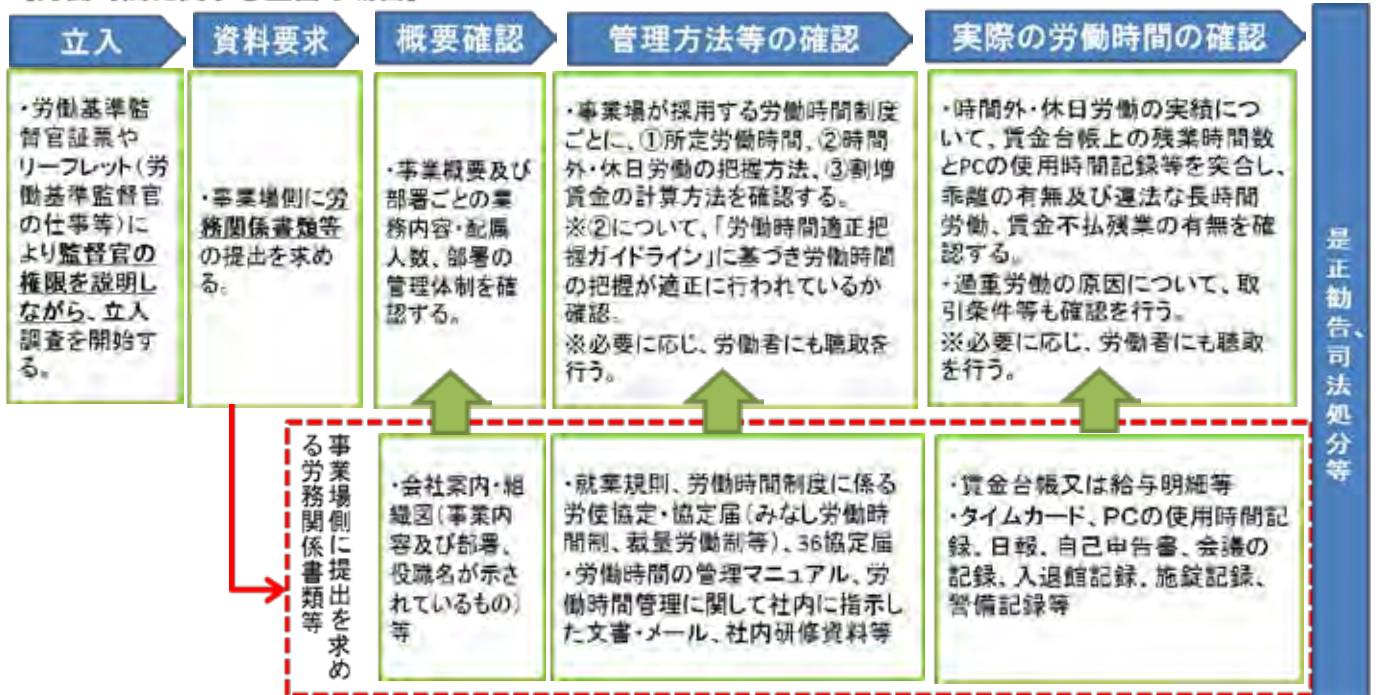 立入
資料要求
概要確認
管理方法等の確認
実際の労働時間の確認
・労働基準監
督官証票や
リーフレット(労
働基準監督官
の仕事等)に
より監督官の
権限を説明し
ながら、立入
調査を開始す
る。
・事業場側に労
務関係書類等
の提出を求め
る。
・事業概要及び
部署ごとの業
務内容・配属
人数、部署の
管理体制を確
認する。
・事業場が採用する労働時間制度
ごとに、①所定労働時間、②時間
外・休日労働の把握方法、③割増
賃金の計算方法を確認する。
※②について、「労働時間適正把
握ガイドライン」に基づき労働時間
の把握が適正に行われているか
確認。
※必要に応じ、労働者にも聴取を
行う。
・時間外・休日労働の実績につ
いて、賃金台帳上の残業時間数
とPCの使用時間記録等を突合し、
乖離の有無及び違法な長時間
労働、賃金不払残業の有無を確
認する。
・過重労働の原因について、取
引条件等も確認を行う。
※必要に応じ、労働者にも聴取
を行う。
是正勧告、司法処分等
事業場側に提出を求め
る労務関係書類等
・会社案内・組
織図(事業内
容及び部署、
役職名が示さ
れているもの)
等
・就業規則、労働時間制度に係る
労使協定・協定届(みなし労働時
間制、裁量労働制等)、36協定届
・労働時間の管理マニュアル、労
働時間管理に関して社内に指示し
た文書・メール、社内研修資料等
・賃金台帳又は給与明細等
・タイムカード、PCの使用時間記
録、日報、自己申告書、会議の
記録、入退館記録、施錠記録、
警備記録等